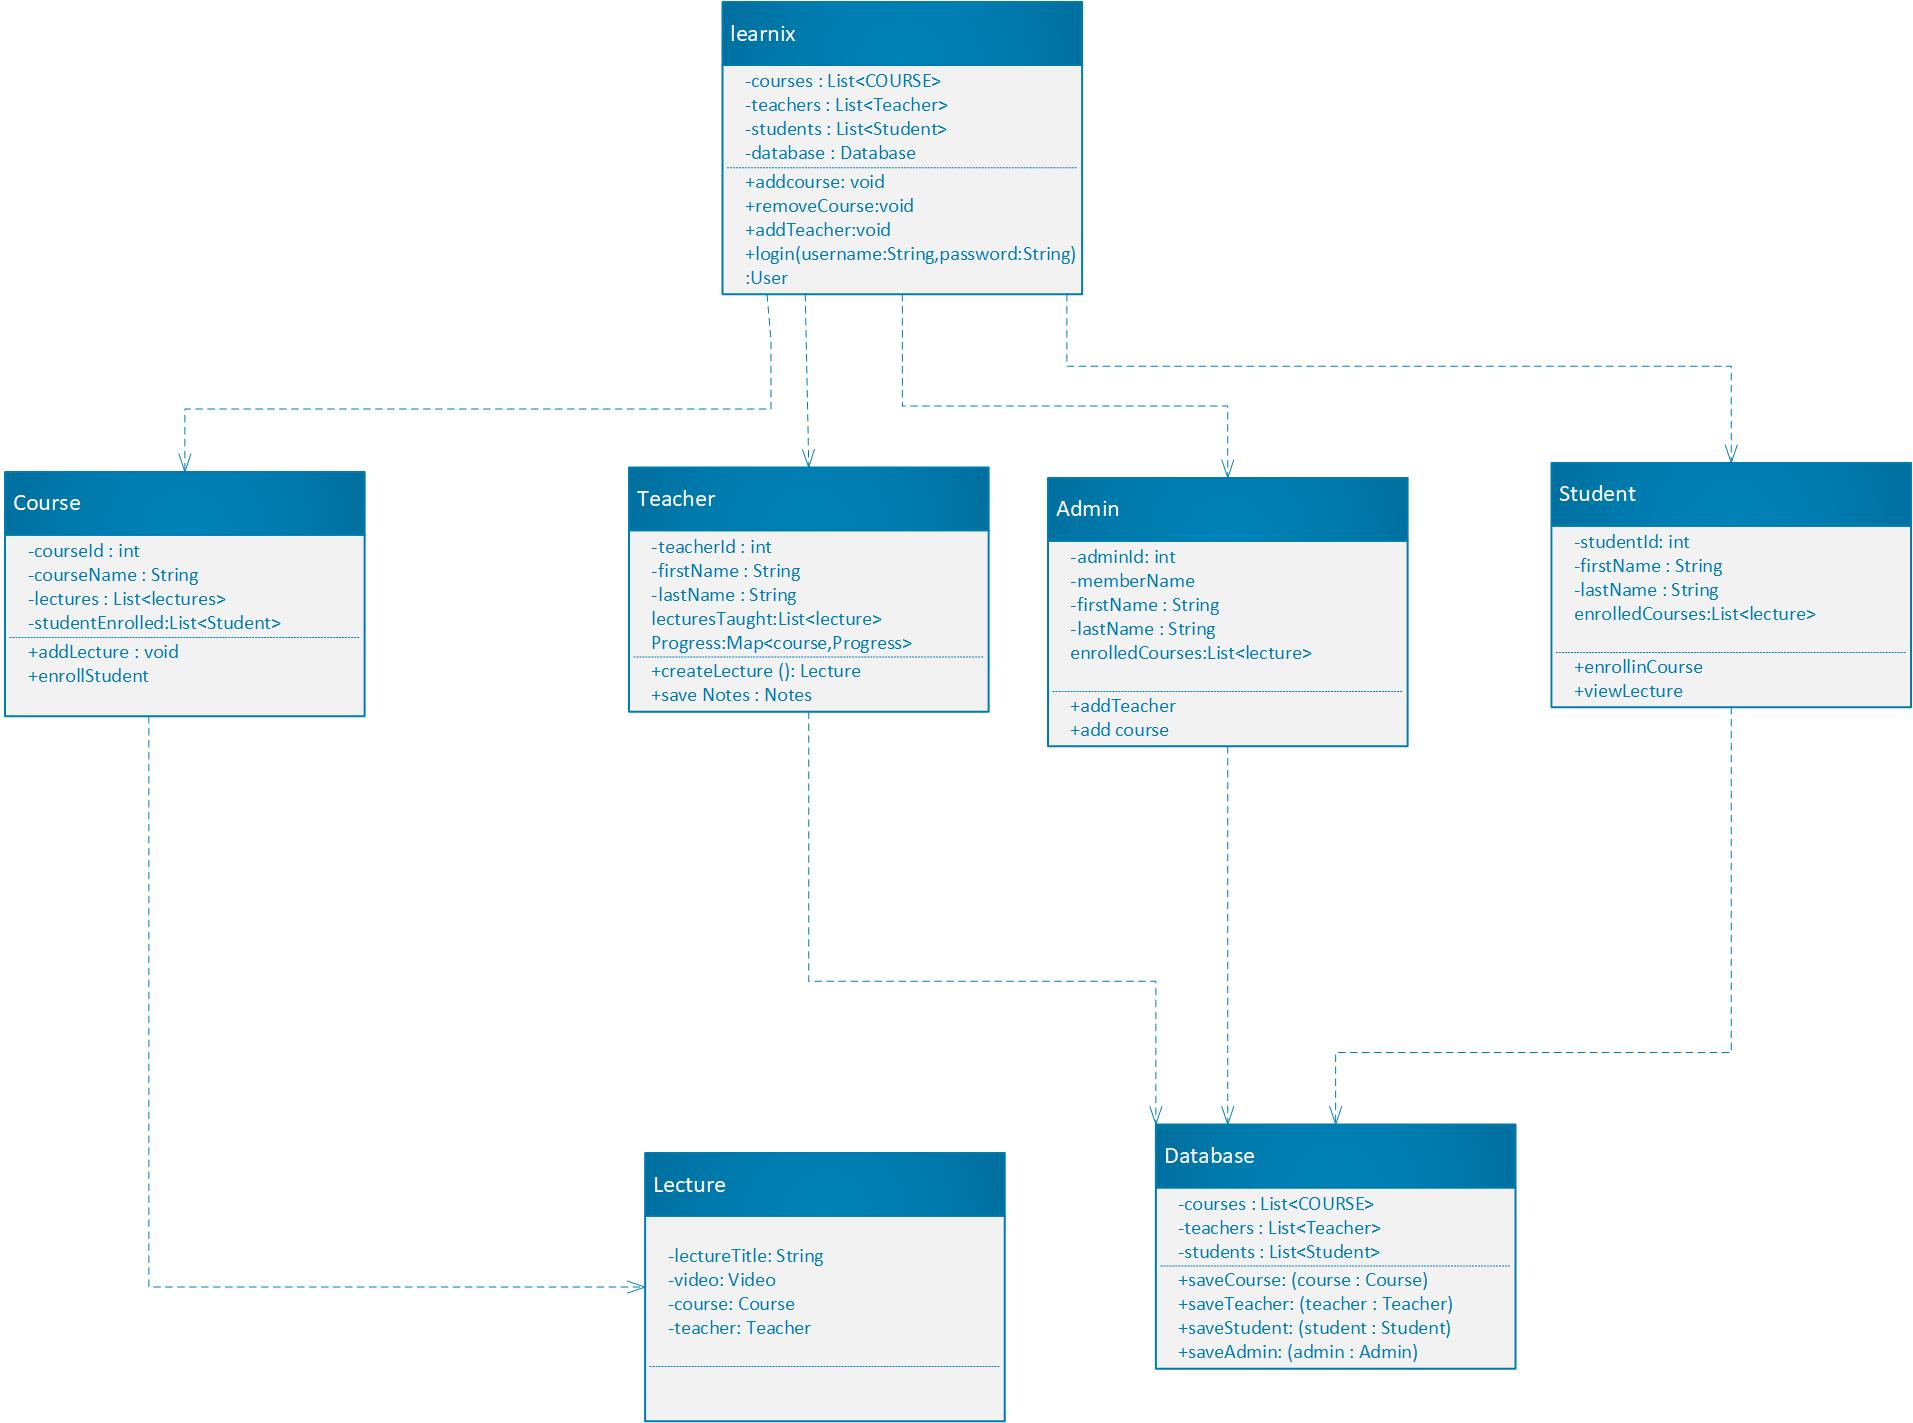 learnix
-courses : List<COURSE>
-teachers : List<Teacher>
-students : List<Student>
-database : Database
+addcourse: void
+removeCourse:void
+addTeacher:void
+login(username:String,password:String)
:User
Course
-courseId : int
-courseName : String
-lectures : List<lectures>
-studentEnrolled:List<Student>
+addLecture : void
+enrollStudent
Teacher
-teacherId : int
-firstName : String
-lastName : String
lecturesTaught:List<lecture>
Progress:Map<course,Progress>
+createLecture (): Lecture
+save Notes : Notes
Admin
-adminId: int
-memberName
-firstName : String
-lastName : String
enrolledCourses:List<lecture>
+addTeacher
+add course
Student
-studentId: int
-firstName : String
-lastName : String
enrolledCourses:List<lecture>
+enrollinCourse
+viewLecture
Lecture
-lectureTitle: String
-video: Video
-course: Course
-teacher: Teacher
Database
-courses : List<COURSE>
-teachers : List<Teacher>
-students : List<Student>
+saveCourse: (course : Course)
+saveTeacher: (teacher : Teacher)
+saveStudent: (student : Student)
+saveAdmin: (admin : Admin)